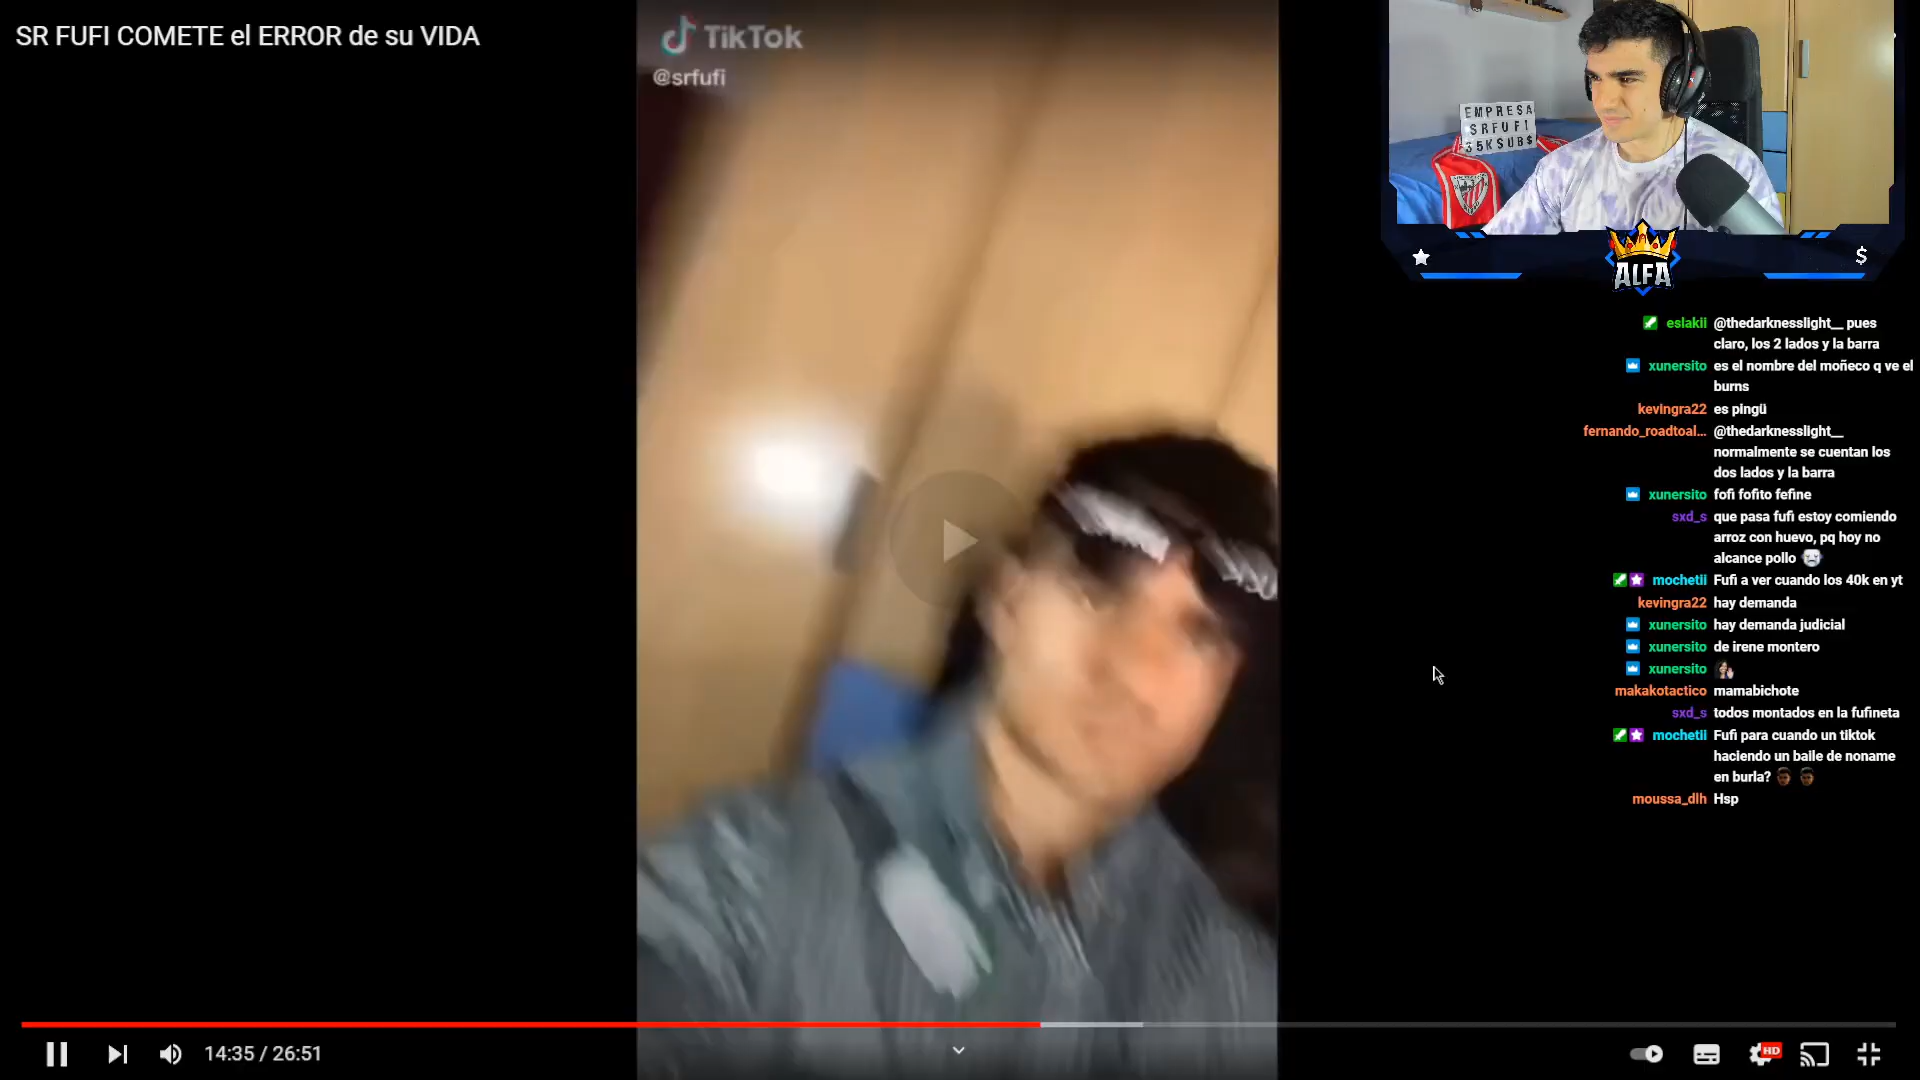 SR FUFI COMETE el ERROR de su VIDA
TikTok
@srfufi
EMPRESA
SRFUFI
35KSUB$
ALFA
$
eslakii @thedarknesslight__ pues
claro, los 2 lados y la barra
xunersito es el nombre del moñeco q ve el
burns
kevingra22 es pingü
fernando_roadtoal... @thedarknesslight__
normalmente se cuentan los
dos lados y la barra
xunersito fofi fofito fefine
sxd_s que pasa fufi estoy comiendo
arroz con huevo, pq hoy no
alcance pollo
mochetii Fufi a ver cuando los 40k en yt
kevingra22 hay demanda
xunersito hay demanda judicial
xunersito de irene montero
xunersito
makakotactico mamabichote
sxd_s todos montados en la fufineta
mochetii Fufi para cuando un tiktok
haciendo un baile de noname
en burla?
moussa_dlh Hsp
14:35 / 26:51
HD